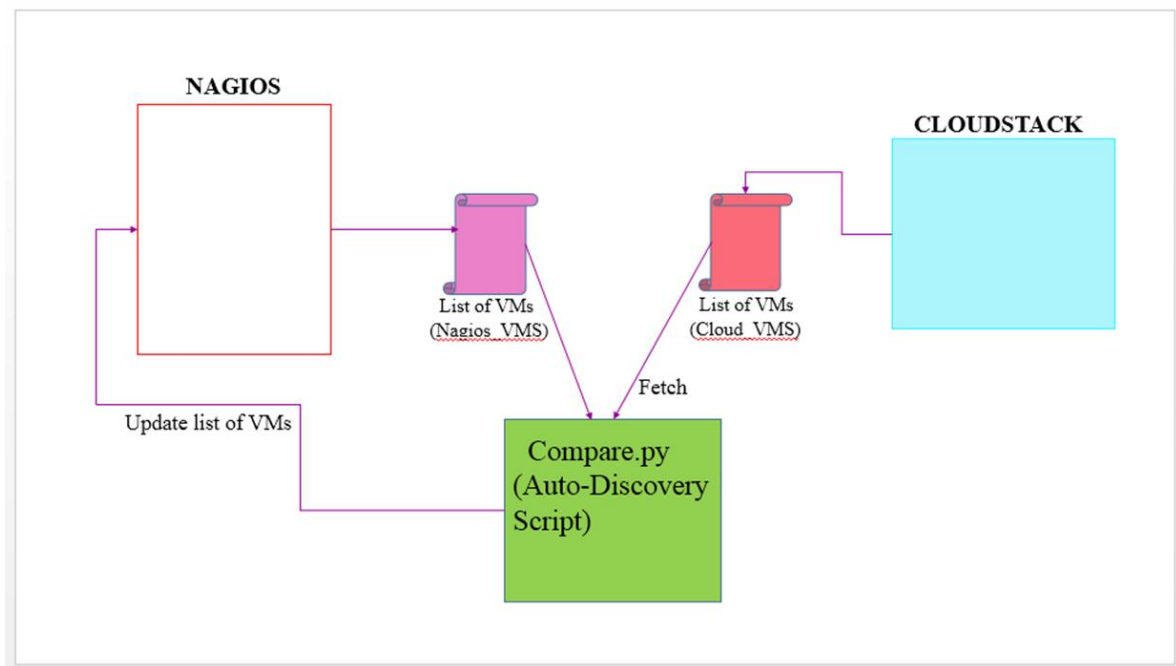 NAGIOS
CLOUDSTACK
List of VMs
(Nagios_VMS)
List of VMs
(Cloud_VMS)
Fetch
Update list of VMs
Compare.py
(Auto-Discovery
Script)